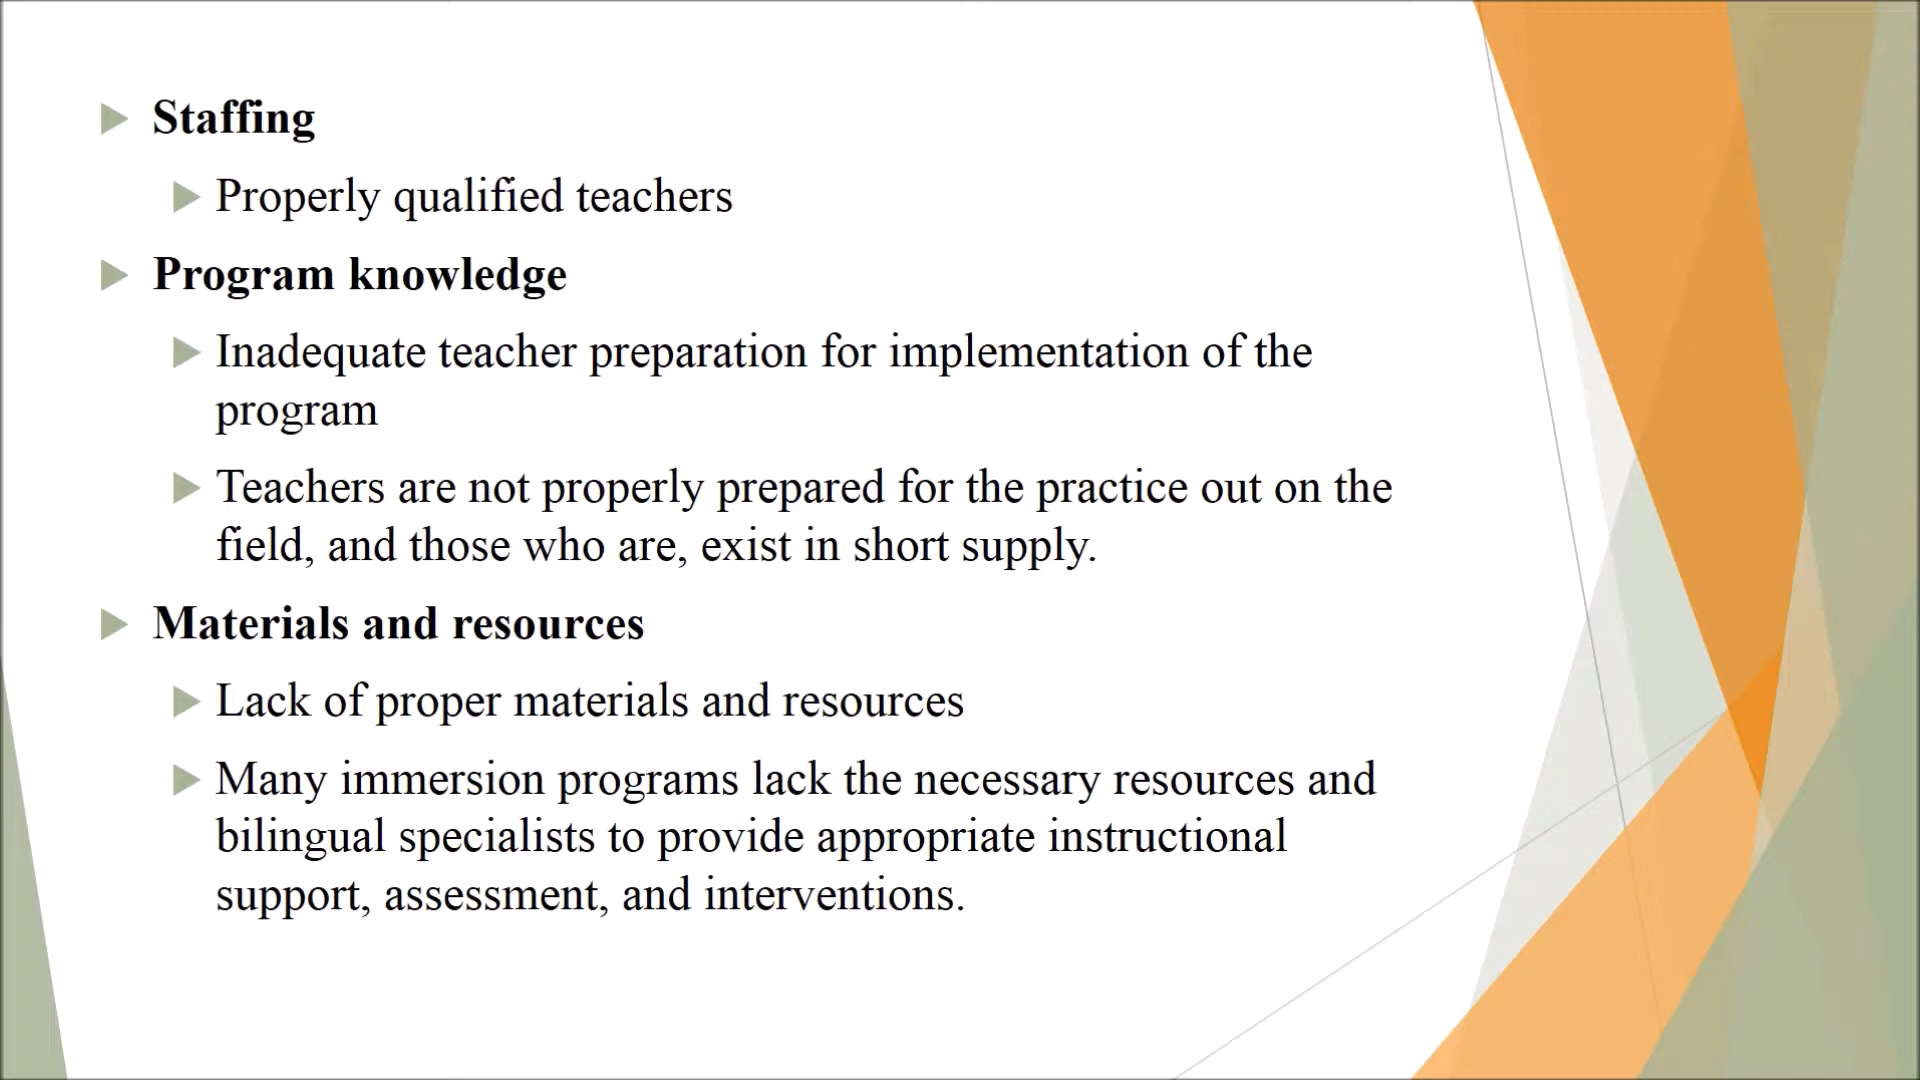 Staffing
Properly qualified teachers
Program knowledge
Inadequate teacher preparation for implementation of the
program
Teachers are not properly prepared for the practice out on the
field, and those who are, exist in short supply.
Materials and resources
Lack of proper materials and resources
Many immersion programs lack the necessary resources and
bilingual specialists to provide appropriate instructional
support, assessment, and interventions.